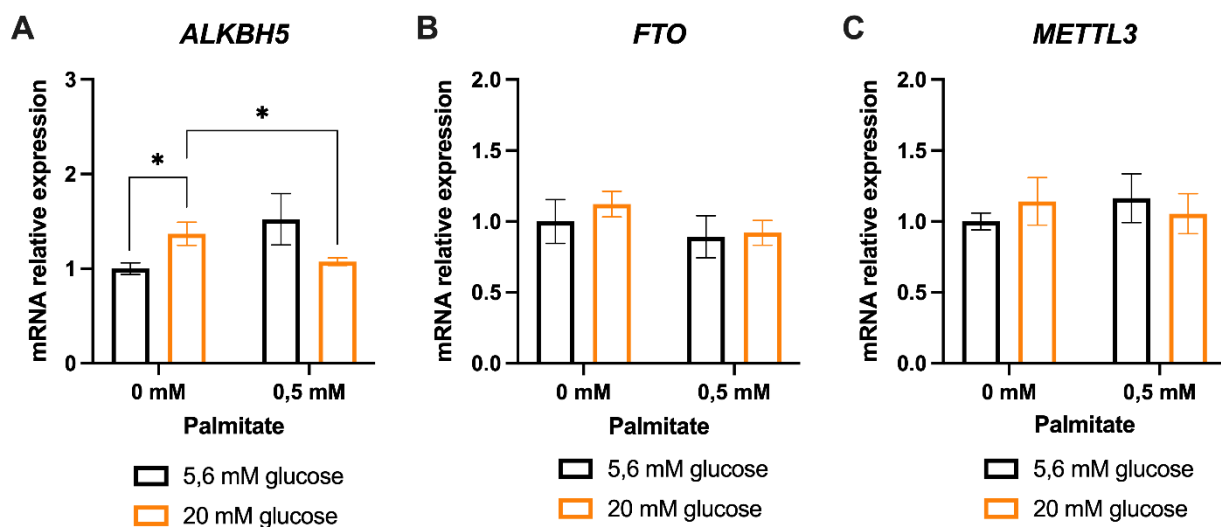 A
ALKBH5
mRNA relative expression
3
2
1
0
*
*
0 mM
0,5 mM
Palmitate
5,6 mM glucose
20 mM glucose
B
FTO
mRNA relative expression
2.0
1.5
1.0
0.5
0.0
0 mM
0,5 mM
Palmitate
5,6 mM glucose
20 mM glucose
C
METTL3
mRNA relative expression
2.0
1.5
1.0
0.5
0.0
0 mM
0,5 mM
Palmitate
5,6 mM glucose
20 mM glucose